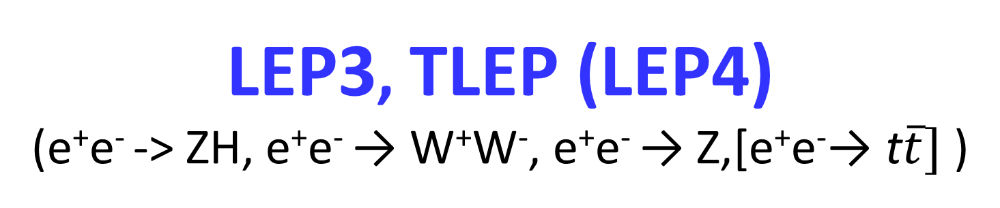 LEP3, TLEP (LEP4)
(e⁺e⁻ -> ZH, e⁺e⁻ → W⁺W⁻, e⁺e⁻ → Z,[e⁺e⁻→ tt̅] )